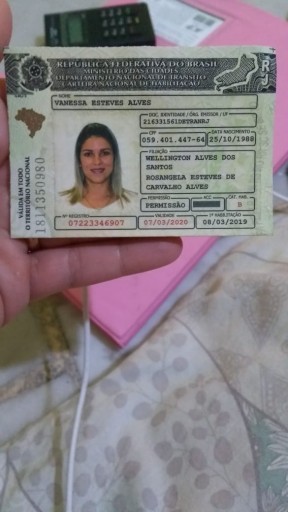 REPÚBLICA FEDERATIVA DO BRASIL
MINISTÉRIO DAS CIDADES
DEPARTAMENTO NACIONAL DE TRÂNSITO
CARTEIRA NACIONAL DE HABILITAÇÃO
RJ
NOME
VANESSA ESTEVES ALVES
DOC. IDENTIDADE / ÓRG. EMISSOR / UF
216331561DETRANRJ
CPF
DATA NASCIMENTO
059.401.447-64
25/10/1988
FILIAÇÃO
WELLINGTON ALVES DOS
SANTOS
ROSANGELA ESTEVES DE
CARVALHO ALVES
PERMISSÃO
ACC
CAT. HAB.
PERMISSÃO
B
Nº REGISTRO
VALIDADE
1ª HABILITAÇÃO
07223346907
07/03/2020
08/03/2019
VÁLIDA EM TODO
O TERRITÓRIO NACIONAL
1811350980